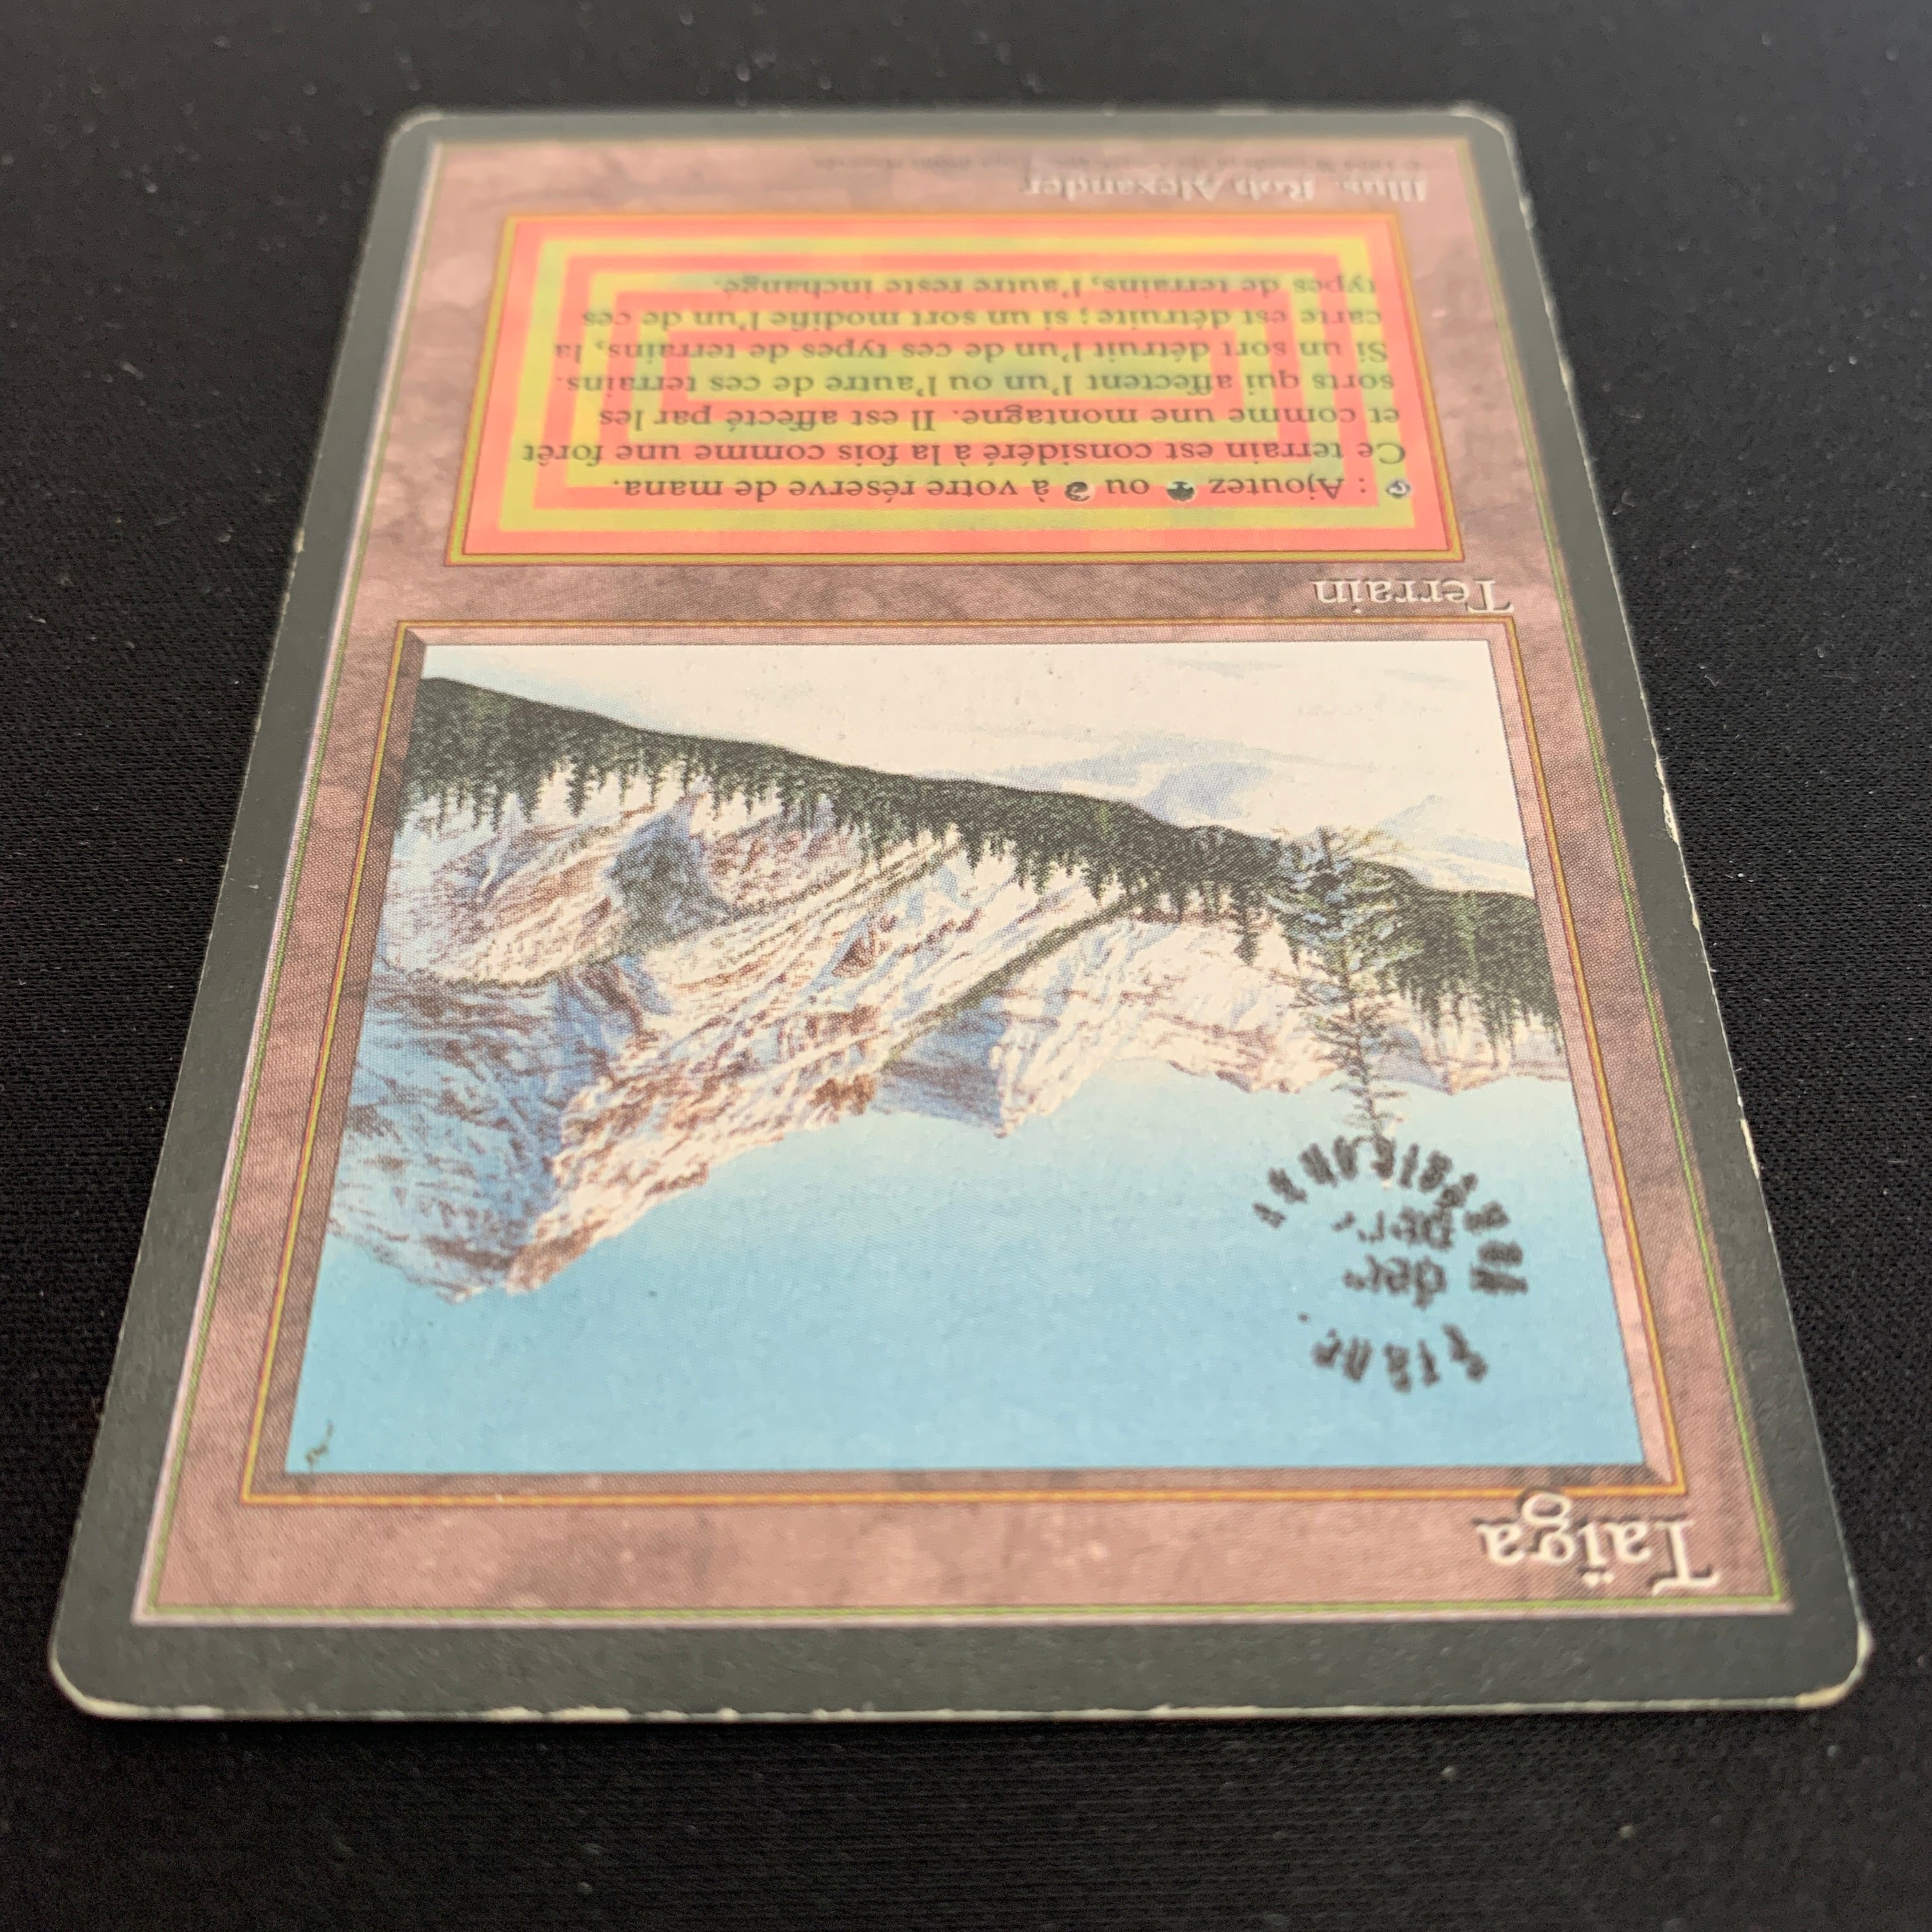 Taïga
Terrain
: Ajoutez ou à votre réserve de mana.
Ce terrain est considéré à la fois comme une forêt
et comme une montagne. Il est affecté par les
sorts qui affectent l'un ou l'autre de ces terrains.
Si un sort détruit l'un de ces types de terrains, la
carte est détruite ; si un sort modifie l'un de ces
types de terrains, l'autre reste inchangé.
Illus. Rob Alexander